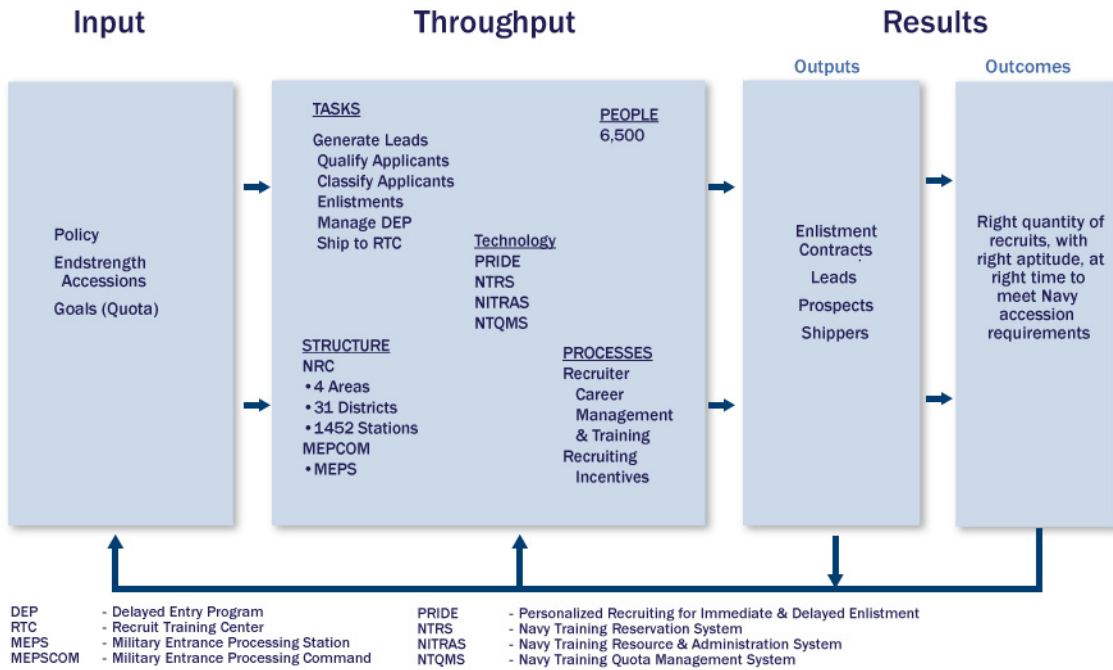 Input
Throughput
Results
Outputs
Outcomes
Policy
Endstrength
Accessions
Goals (Quota)
TASKS
Generate Leads
Qualify Applicants
Classify Applicants
Enlistments
Manage DEP
Ship to RTC
PEOPLE
6,500
Technology
PRIDE
NTRS
NITRAS
NTQMS
STRUCTURE
NRC
•4 Areas
•31 Districts
•1452 Stations
MEPCOM
•MEPS
PROCESSES
Recruiter
Career
Management
& Training
Recruiting
Incentives
Enlistment
Contracts
Leads
Prospects
Shippers
Right quantity of
recruits, with
right aptitude, at
right time to
meet Navy
accession
requirements
DEP - Delayed Entry Program
RTC - Recruit Training Center
MEPS - Military Entrance Processing Station
MEPSCOM - Military Entrance Processing Command
PRIDE - Personalized Recruiting for Immediate & Delayed Enlistment
NTRS - Navy Training Reservation System
NITRAS - Navy Training Resource & Administration System
NTQMS - Navy Training Quota Management System